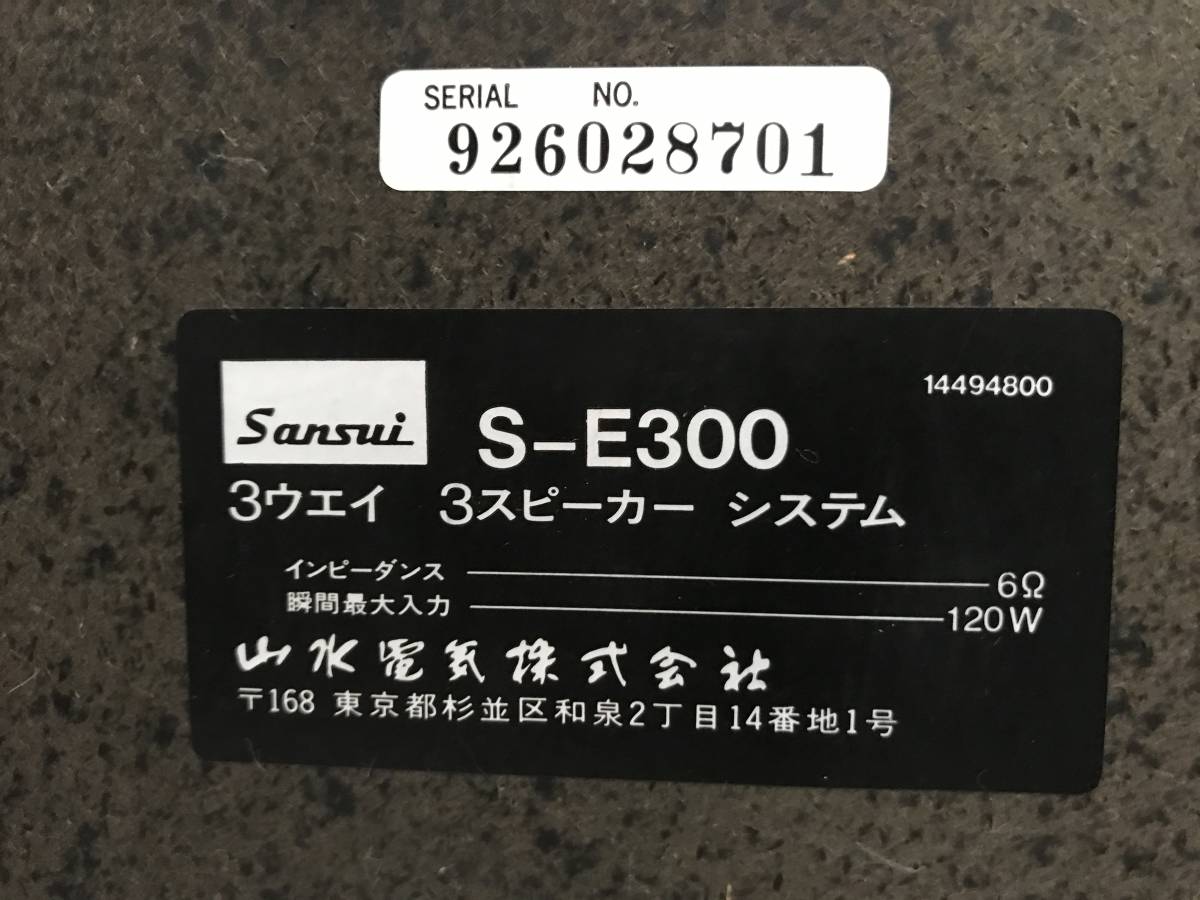 SERIAL NO.
926028701
14494800
Sansui S-E300
3ウエイ 3スピーカー システム
インピーダンス 6Ω
瞬間最大入力 120W
山水電気株式会社
〒168 東京都杉並区和泉2丁目14番地1号